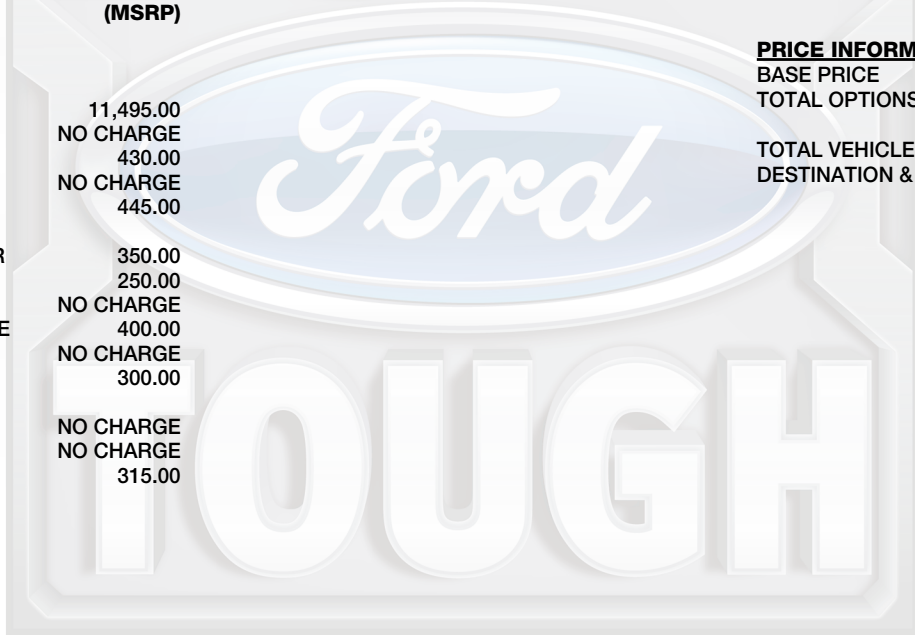 (MSRP)
PRICE INFORM
BASE PRICE
TOTAL OPTIONS
TOTAL VEHICLE
DESTINATION &
11,495.00
NO CHARGE
430.00
NO CHARGE
445.00
R 350.00
250.00
NO CHARGE
E 400.00
NO CHARGE
300.00
NO CHARGE
NO CHARGE
315.00
Ford
TOUGH